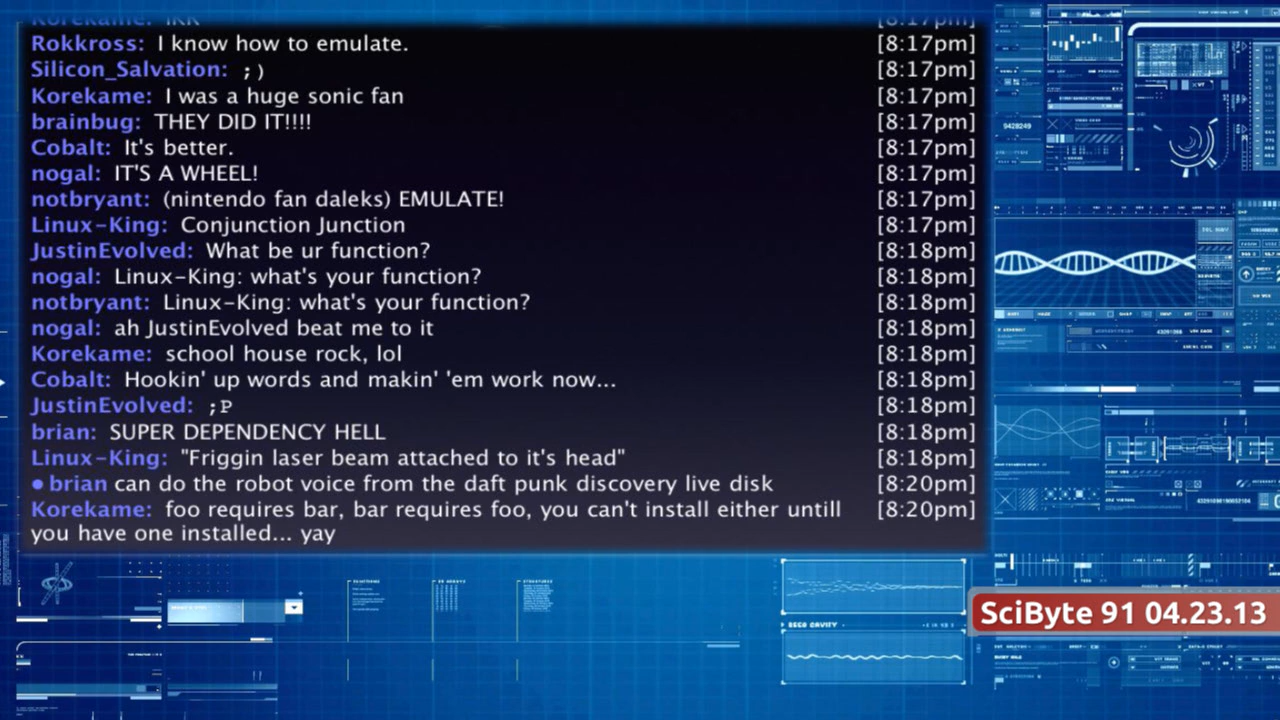 Korekame: IKR [8:17pm]
Rokkross: I know how to emulate. [8:17pm]
Silicon_Salvation: ;) [8:17pm]
Korekame: I was a huge sonic fan [8:17pm]
brainbug: THEY DID IT!!!! [8:17pm]
Cobalt: It's better. [8:17pm]
nogal: IT'S A WHEEL! [8:17pm]
notbryant: (nintendo fan daleks) EMULATE! [8:17pm]
Linux-King: Conjunction Junction [8:17pm]
JustinEvolved: What be ur function? [8:18pm]
nogal: Linux-King: what's your function? [8:18pm]
notbryant: Linux-King: what's your function? [8:18pm]
nogal: ah JustinEvolved beat me to it [8:18pm]
Korekame: school house rock, lol [8:18pm]
Cobalt: Hookin' up words and makin' 'em work now... [8:18pm]
JustinEvolved: ;P [8:18pm]
brian: SUPER DEPENDENCY HELL [8:18pm]
Linux-King: "Friggin laser beam attached to it's head" [8:18pm]
• brian can do the robot voice from the daft punk discovery live disk [8:20pm]
Korekame: foo requires bar, bar requires foo, you can't install either untill [8:20pm]
you have one installed... yay
9428249
SciByte 91 04.23.13